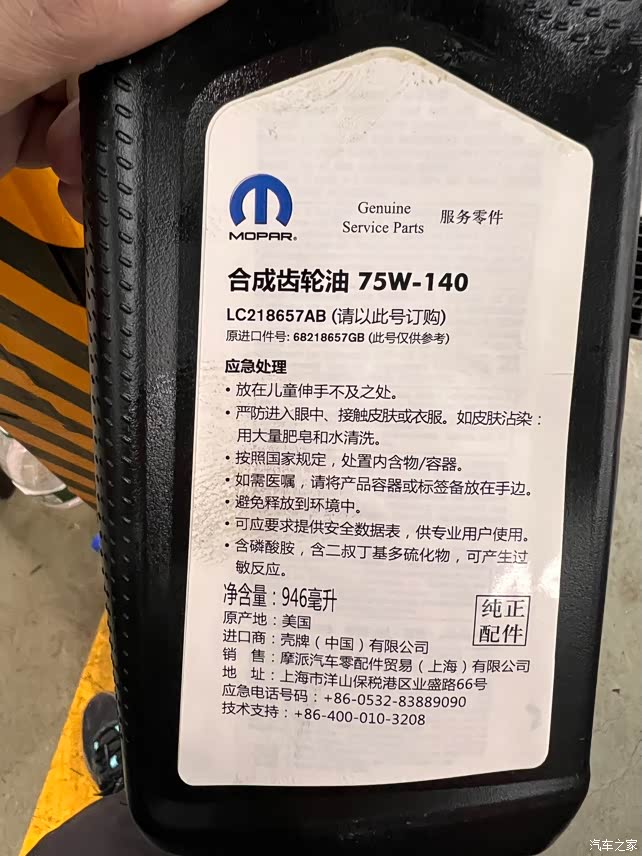 MOPAR®
Genuine
Service Parts
服务零件
合成齿轮油 75W-140
LC218657AB (请以此号订购)
原进口件号: 68218657GB (此号仅供参考)
应急处理
• 放在儿童伸手不及之处。
• 严防进入眼中、接触皮肤或衣服。如皮肤沾染：
用大量肥皂和水清洗。
• 按照国家规定，处置内含物/容器。
• 如需医嘱，请将产品容器或标签备放在手边。
• 避免释放到环境中。
• 可应要求提供安全数据表，供专业用户使用。
• 含磷酸胺，含二叔丁基多硫化物，可产生过
敏反应。
净含量：946毫升
原产地：美国
进口商：壳牌（中国）有限公司
销 售：摩派汽车零配件贸易（上海）有限公司
地 址：上海市洋山保税港区业盛路66号
应急电话号码：+86-0532-83889090
技术支持：+86-400-010-3208
纯正
配件
汽车之家